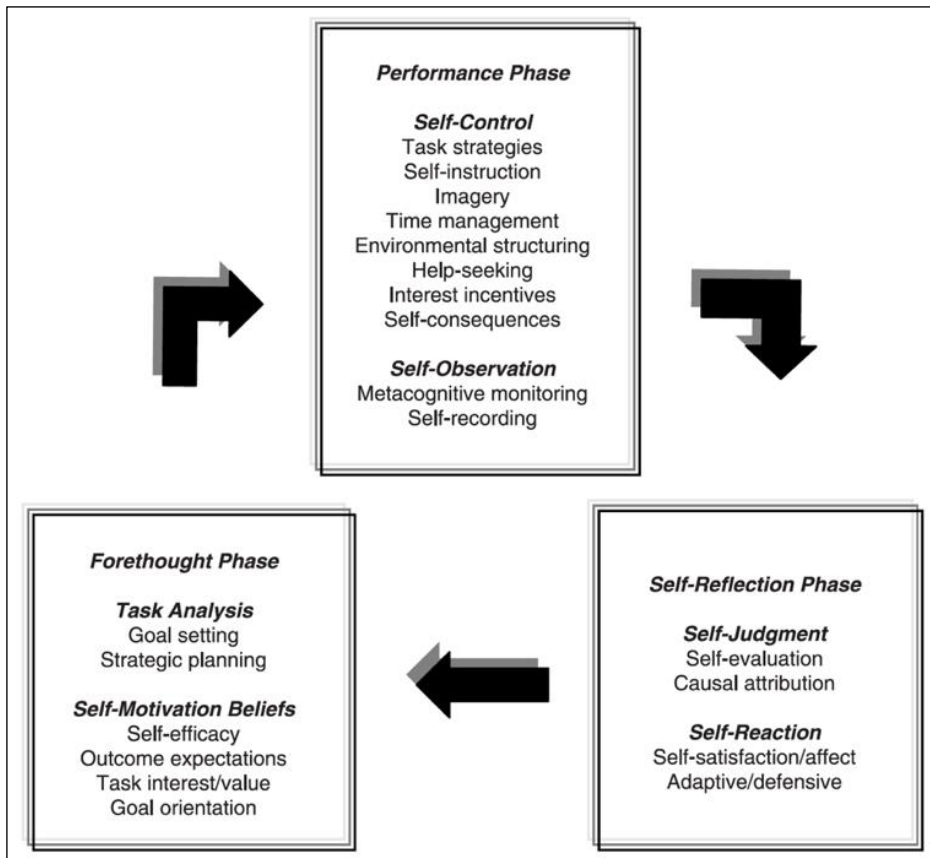 Performance Phase
Self-Control
Task strategies
Self-instruction
Imagery
Time management
Environmental structuring
Help-seeking
Interest incentives
Self-consequences
Self-Observation
Metacognitive monitoring
Self-recording
Forethought Phase
Task Analysis
Goal setting
Strategic planning
Self-Motivation Beliefs
Self-efficacy
Outcome expectations
Task interest/value
Goal orientation
Self-Reflection Phase
Self-Judgment
Self-evaluation
Causal attribution
Self-Reaction
Self-satisfaction/affect
Adaptive/defensive